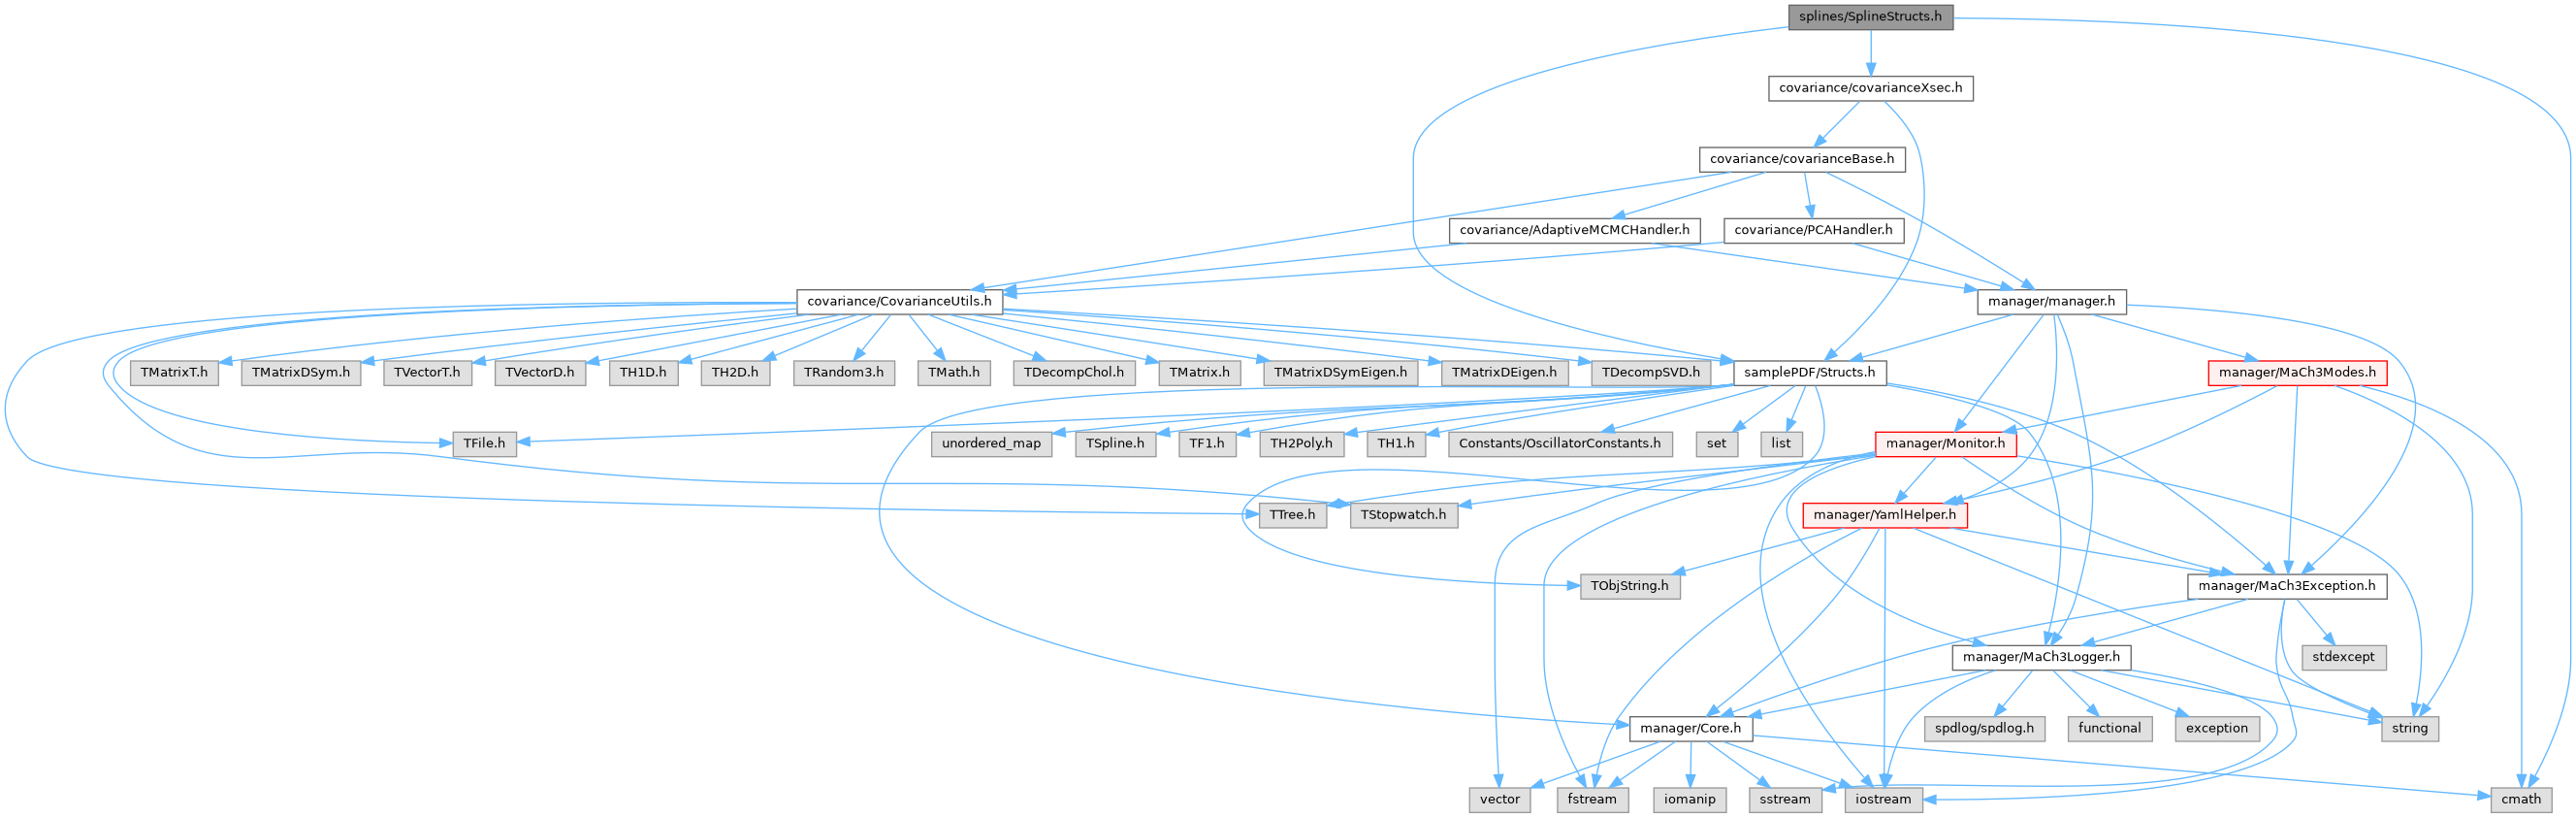 splines/SplineStructs.h
covariance/covarianceXsec.h
covariance/covarianceBase.h
covariance/AdaptiveMCMCHandler.h
covariance/PCAHandler.h
covariance/CovarianceUtils.h
manager/manager.h
TMatrixT.h
TMatrixDSym.h
TVectorT.h
TVectorD.h
TH1D.h
TH2D.h
TRandom3.h
TMath.h
TDecompChol.h
TMatrix.h
TMatrixDSymEigen.h
TMatrixDEigen.h
TDecompSVD.h
samplePDF/Structs.h
manager/MaCh3Modes.h
TFile.h
unordered_map
TSpline.h
TF1.h
TH2Poly.h
TH1.h
Constants/OscillatorConstants.h
set
list
manager/Monitor.h
TTree.h
TStopwatch.h
manager/YamlHelper.h
TObjString.h
manager/MaCh3Exception.h
manager/MaCh3Logger.h
stdexcept
manager/Core.h
spdlog/spdlog.h
functional
exception
string
vector
fstream
iomanip
sstream
iostream
cmath